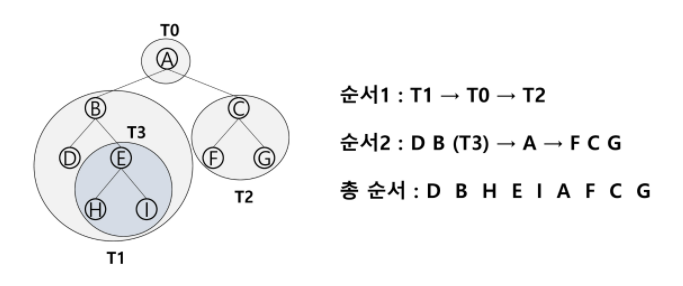 T0
A
B
C
T3
D
E
F
G
T2
H
I
T1
순서1 : T1 → T0 → T2
순서2 : D B (T3) → A → F C G
총 순서 : D B H E I A F C G